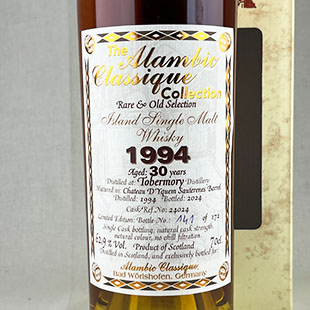 The Alambic
Classique
Collection
Rare & Old Selection
Island Single Malt
Whisky
1994
Aged: 30 years
Distilled at: Tobermory Distillery
Matured in: Chateau D'Yquem Sauternes Barrel
Distilled: 1994 Bottled: 2024
Cask/Ref.Nr: 24024
Limited Edition: Bottle No.: 141 of 172
Single Cask bottling, natural cask strength,
natural colour, no chill filtration
% Vol. Product of Scotland 70cl
Distilled in Scotland, and exclusively bottled for:
Alambic Classique
Bad Wörishofen, Germany